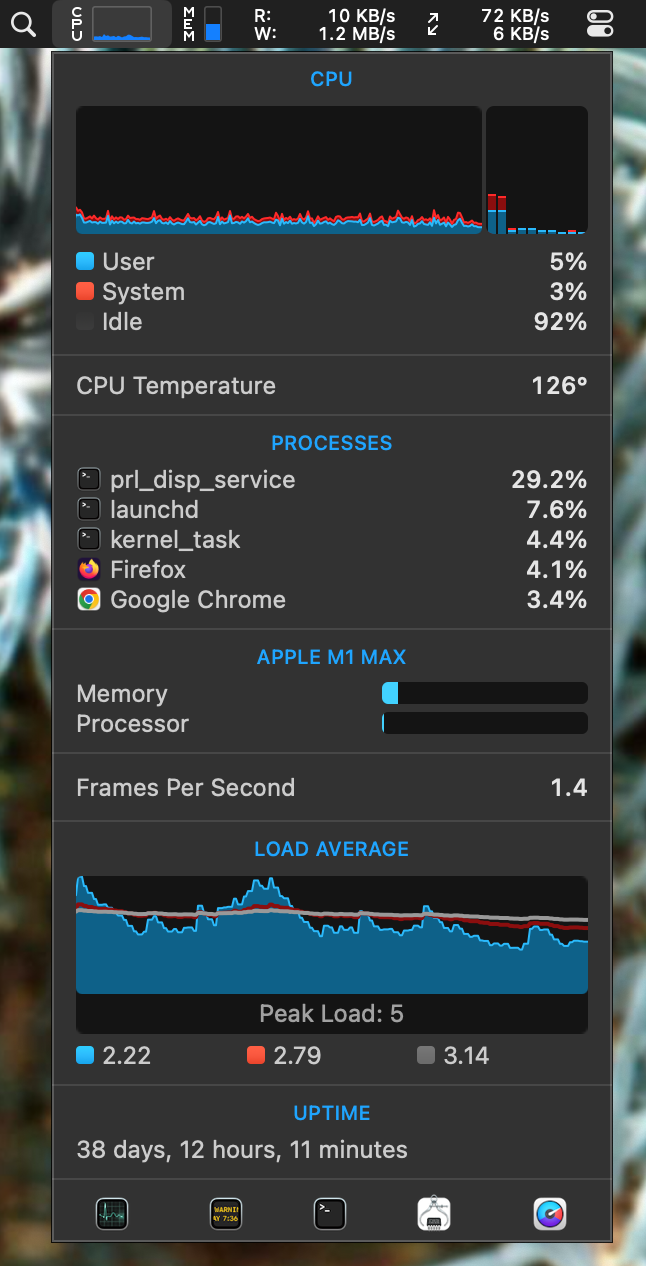 CPU
MEM
R: 10 KB/s
W: 1.2 MB/s
72 KB/s
6 KB/s
CPU
User 5%
System 3%
Idle 92%
CPU Temperature 126°
PROCESSES
prl_disp_service 29.2%
launchd 7.6%
kernel_task 4.4%
Firefox 4.1%
Google Chrome 3.4%
APPLE M1 MAX
Memory
Processor
Frames Per Second 1.4
LOAD AVERAGE
Peak Load: 5
2.22 2.79 3.14
UPTIME
38 days, 12 hours, 11 minutes
WARNIN
AY 7:36